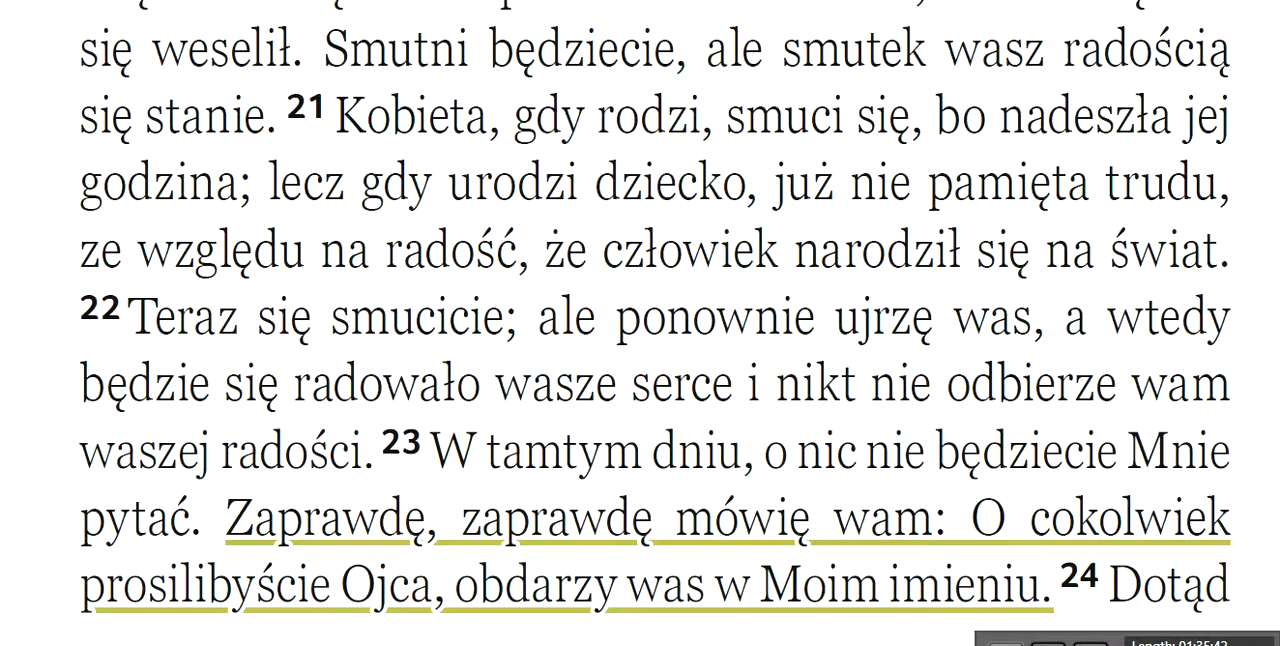 się weselił. Smutni będziecie, ale smutek wasz radością
się stanie. 21 Kobieta, gdy rodzi, smuci się, bo nadeszła jej
godzina; lecz gdy urodzi dziecko, już nie pamięta trudu,
ze względu na radość, że człowiek narodził się na świat.
22 Teraz się smucicie; ale ponownie ujrzę was, a wtedy
będzie się radowało wasze serce i nikt nie odbierze wam
waszej radości. 23 W tamtym dniu, o nic nie będziecie Mnie
pytać. Zaprawdę, zaprawdę mówię wam: O cokolwiek
prosilibyście Ojca, obdarzy was w Moim imieniu. 24 Dotąd
Length: 01:35:42